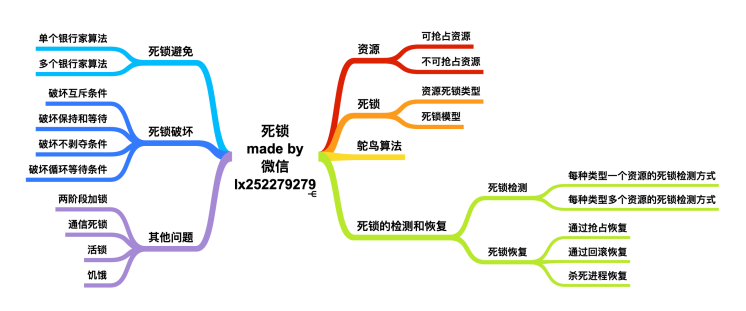 死锁
made by
微信
lx252279279
资源
可抢占资源
不可抢占资源
死锁
资源死锁类型
死锁模型
鸵鸟算法
死锁的检测和恢复
死锁检测
每种类型一个资源的死锁检测方式
每种类型多个资源的死锁检测方式
死锁恢复
通过抢占恢复
通过回滚恢复
杀死进程恢复
死锁避免
单个银行家算法
多个银行家算法
死锁破坏
破坏互斥条件
破坏保持和等待
破坏不剥夺条件
破坏循环等待条件
其他问题
两阶段加锁
通信死锁
活锁
饥饿